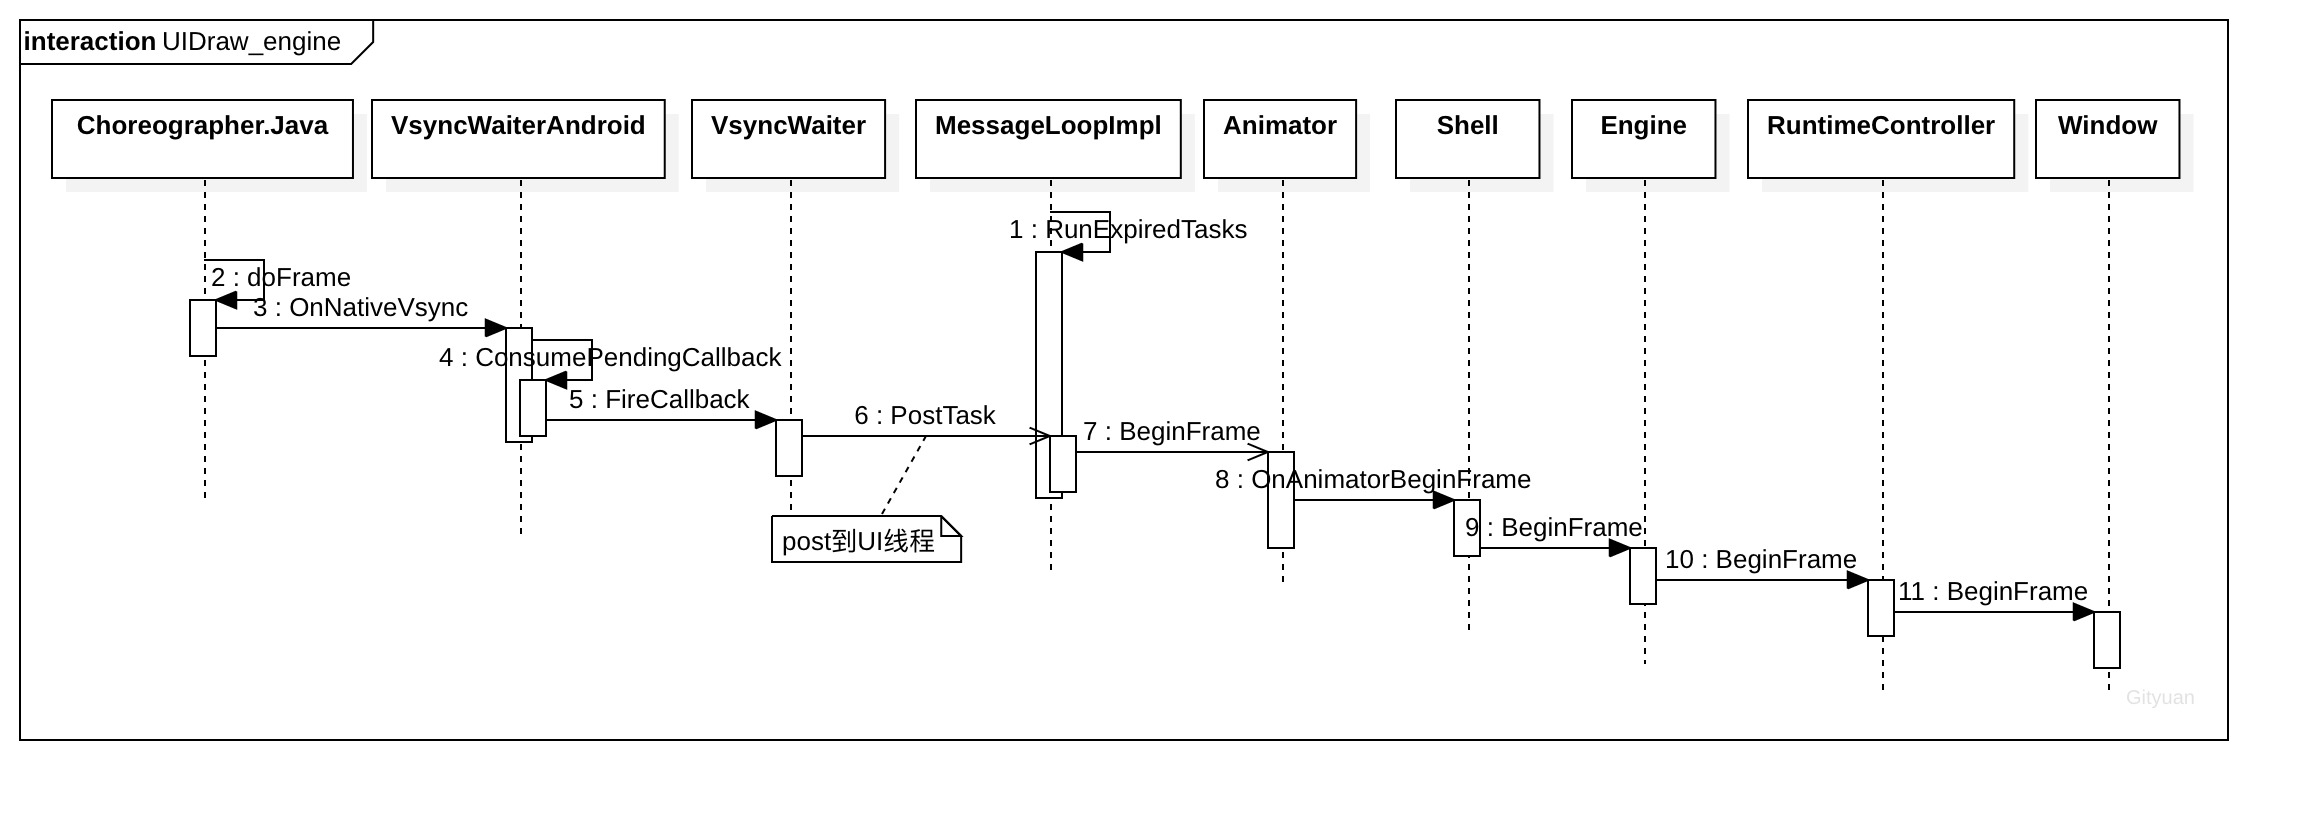 interaction UIDraw_engine
Choreographer.Java
VsyncWaiterAndroid
VsyncWaiter
MessageLoopImpl
Animator
Shell
Engine
RuntimeController
Window
1 : RunExpiredTasks
2 : doFrame
3 : OnNativeVsync
4 : ConsumePendingCallback
5 : FireCallback
6 : PostTask
7 : BeginFrame
8 : OnAnimatorBeginFrame
9 : BeginFrame
post到UI线程
10 : BeginFrame
11 : BeginFrame
Gityuan